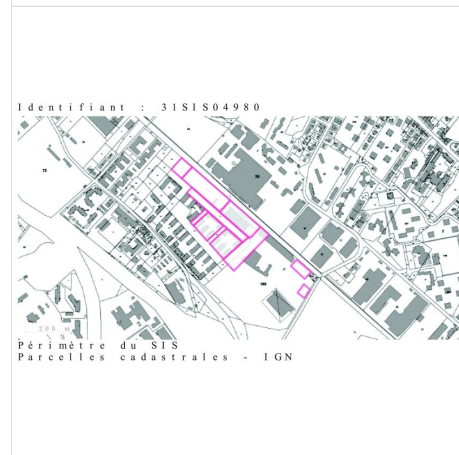 Identifiant : 31SIS04980
200 m
Périmètre du SIS
Parcelles cadastrales - IGN